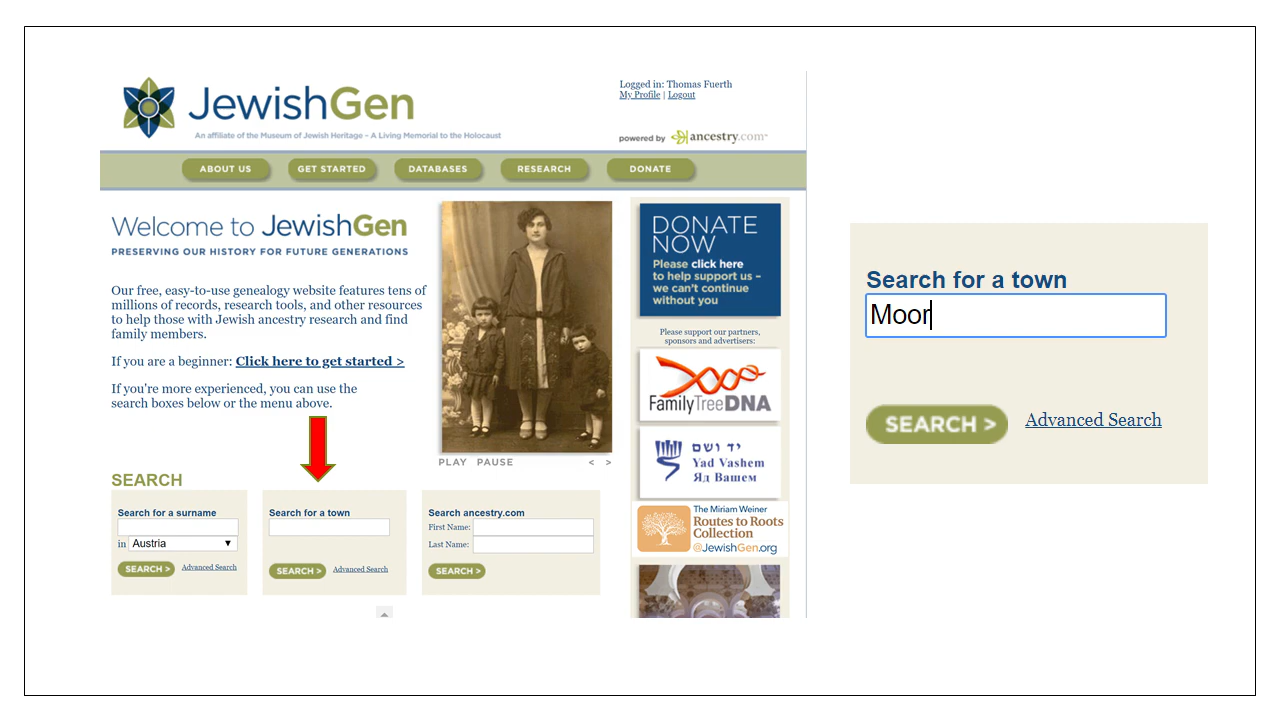 JewishGen
An affiliate of the Museum of Jewish Heritage - A Living Memorial to the Holocaust
Logged in: Thomas Fuerth
My Profile | Logout
powered by ancestry.com
ABOUT US
GET STARTED
DATABASES
RESEARCH
DONATE
Welcome to JewishGen
PRESERVING OUR HISTORY FOR FUTURE GENERATIONS
Our free, easy-to-use genealogy website features tens of
millions of records, research tools, and other resources
to help those with Jewish ancestry research and find
family members.
If you are a beginner: Click here to get started >
If you're more experienced, you can use the
search boxes below or the menu above.
PLAY PAUSE < >
SEARCH
Search for a surname
in Austria
SEARCH > Advanced Search
Search for a town
SEARCH > Advanced Search
Search ancestry.com
First Name:
Last Name:
SEARCH >
DONATE
NOW
Please click here
to help support us –
we can't continue
without you
Please support our partners,
sponsors and advertisers:
FamilyTreeDNA
יד ושם
Yad Vashem
Яд Вашем
The Miriam Weiner
Routes to Roots
Collection
@JewishGen.org
Search for a town
Moor
SEARCH > Advanced Search